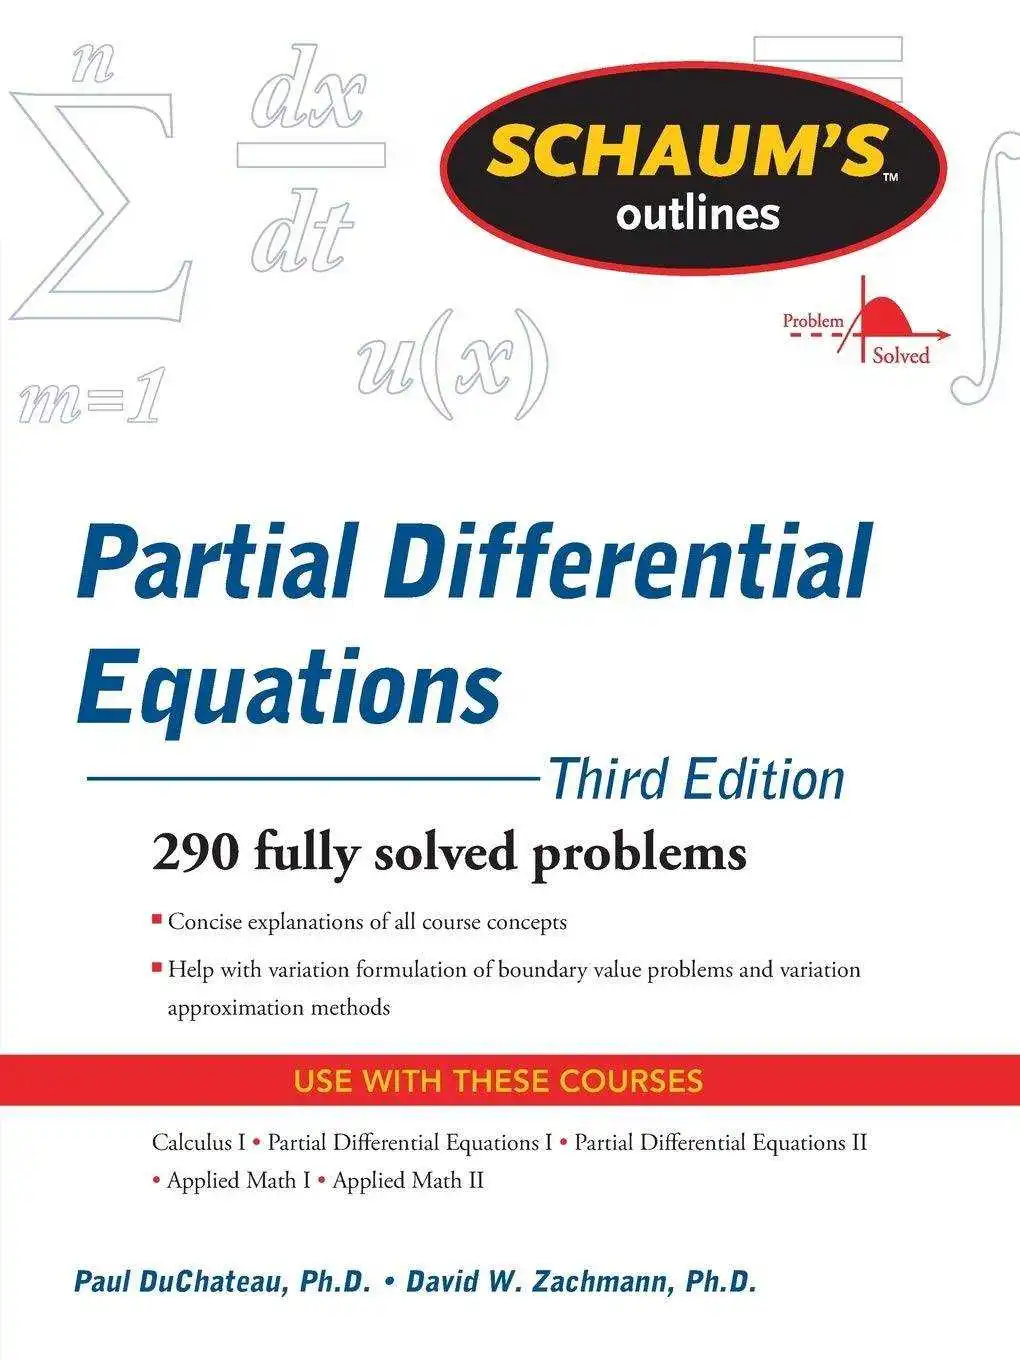 n
dx
dt
m=1
u(x)
SCHAUM'S™
outlines
Problem
Solved
Partial Differential
Equations
Third Edition
290 fully solved problems
Concise explanations of all course concepts
Help with variation formulation of boundary value problems and variation
approximation methods
USE WITH THESE COURSES
Calculus I • Partial Differential Equations I • Partial Differential Equations II
• Applied Math I • Applied Math II
Paul DuChateau, Ph.D. • David W. Zachmann, Ph.D.